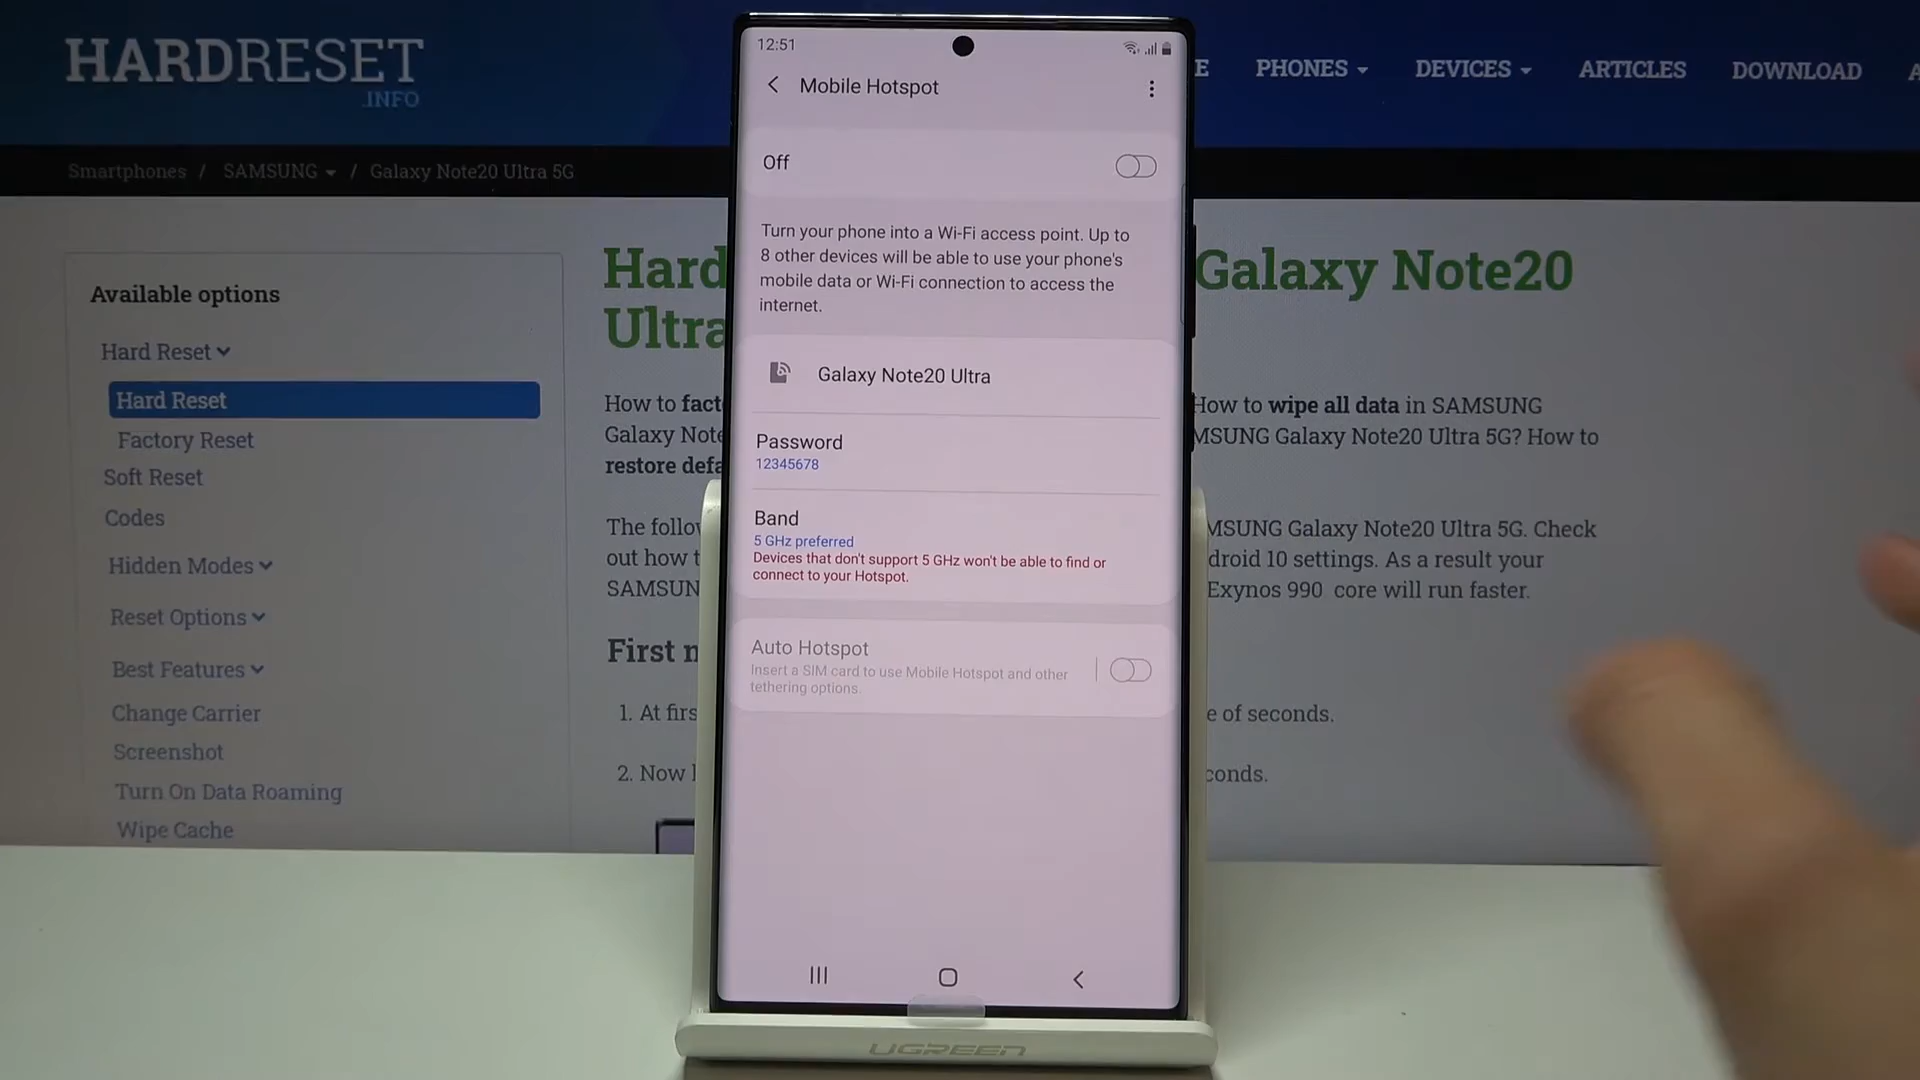 HARDRESET
.INFO
E PHONES DEVICES ARTICLES DOWNLOAD A
Smartphones / SAMSUNG / Galaxy Note20 Ultra 5G
Available options
Hard Reset
Hard Reset
Factory Reset
Soft Reset
Codes
Hidden Modes
Reset Options
Best Features
Change Carrier
Screenshot
Turn On Data Roaming
Wipe Cache
Hard Galaxy Note20
Ultra
How to fact How to wipe all data in SAMSUNG
Galaxy Note MSUNG Galaxy Note20 Ultra 5G? How to
restore defa
The follow MSUNG Galaxy Note20 Ultra 5G. Check
out how t droid 10 settings. As a result your
SAMSUN Exynos 990 core will run faster.
First m
1. At firs e of seconds.
2. Now conds.
12:51
Mobile Hotspot
Off
Turn your phone into a Wi-Fi access point. Up to
8 other devices will be able to use your phone's
mobile data or Wi-Fi connection to access the
internet.
Galaxy Note20 Ultra
Password
12345678
Band
5 GHz preferred
Devices that don't support 5 GHz won't be able to find or
connect to your Hotspot.
Auto Hotspot
Insert a SIM card to use Mobile Hotspot and other
tethering options.
UGREEN